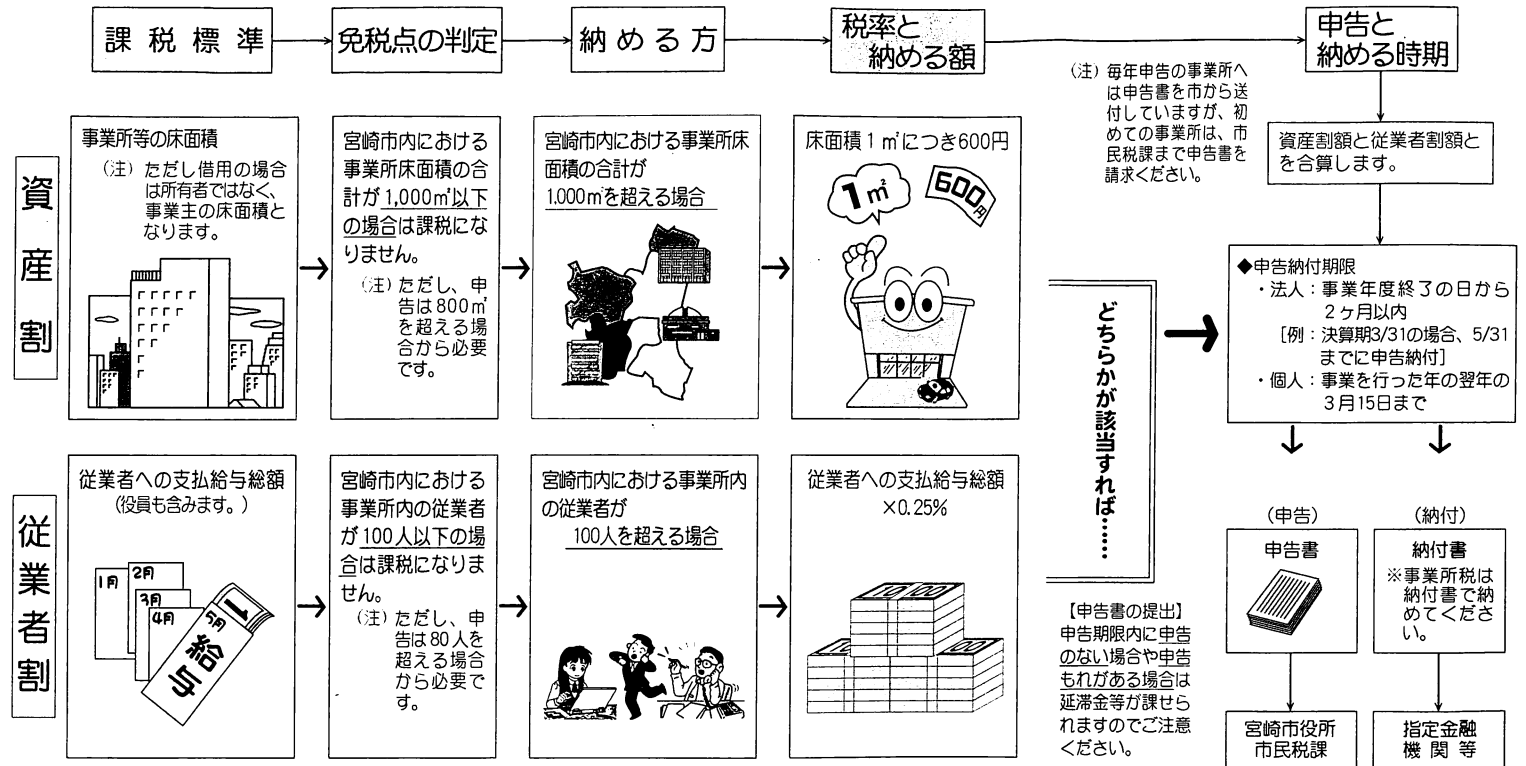 課税標準
免税点の判定
納める方
税率と
納める額
申告と
納める時期
資産割
事業所等の床面積
(注) ただし借用の場合
は所有者ではなく、
事業主の床面積と
なります。
宮崎市内における
事業所床面積の合
計が1,000㎡以下
の場合は課税にな
りません。
(注) ただし、申
告は800㎡
を超える場
合から必要
です。
宮崎市内における事業所床
面積の合計が
1.000㎡を超える場合
床面積1㎡につき600円
1㎡
600円
従業者割
従業者への支払給与総額
(役員も含みます。)
1月
2月
3月
4月
5月
給与
1
宮崎市内における
事業所内の従業者
が100人以下の場
合は課税になりま
せん。
(注) ただし、申
告は80人を
超える場合
から必要で
す。
宮崎市内における事業所内
の従業者が
100人を超える場合
従業者への支払給与総額
×0.25%
10
100
10
100
どちらかが該当すれば……
(注) 毎年申告の事業所へ
は申告書を市から送
付していますが、初
めての事業所は、市
民税課まで申告書を
請求ください。
資産割額と従業者割額と
を合算します。
◆申告納付期限
・法人：事業年度終了の日から
2ヶ月以内
[例：決算期3/31の場合、5/31
までに申告納付]
・個人：事業を行った年の翌年の
3月15日まで
【申告書の提出】
申告期限内に申告
のない場合や申告
もれがある場合は
延滞金等が課せら
れますのでご注意
ください。
(申告)
申告書
宮崎市役所
市民税課
(納付)
納付書
※事業所税は
納付書で納
めてくださ
い。
指定金融
機関等